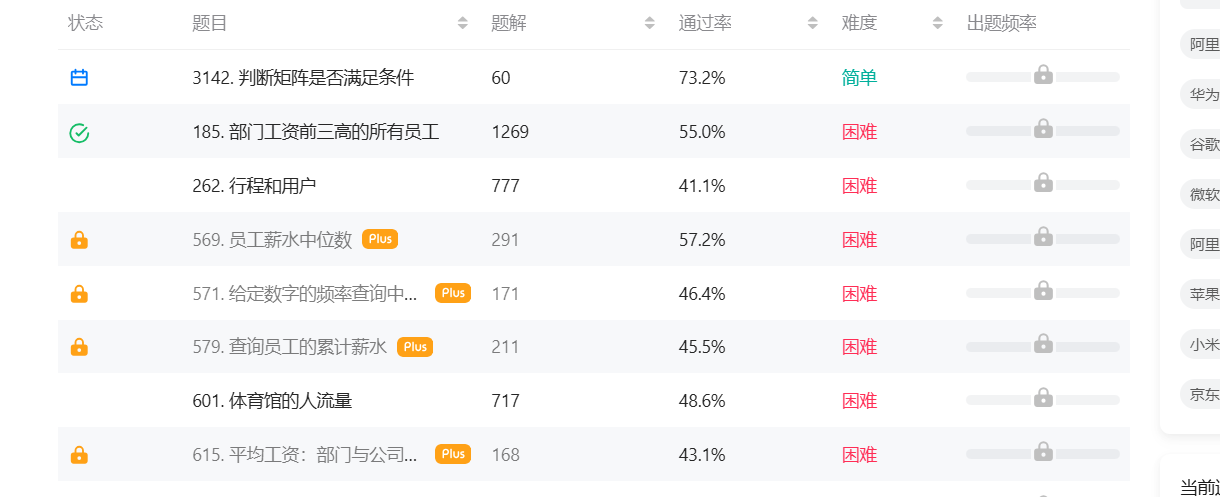 状态 题目 题解 通过率 难度 出题频率
3142. 判断矩阵是否满足条件 60 73.2% 简单
185. 部门工资前三高的所有员工 1269 55.0% 困难
262. 行程和用户 777 41.1% 困难
569. 员工薪水中位数 Plus 291 57.2% 困难
571. 给定数字的频率查询中... Plus 171 46.4% 困难
579. 查询员工的累计薪水 Plus 211 45.5% 困难
601. 体育馆的人流量 717 48.6% 困难
615. 平均工资：部门与公司... Plus 168 43.1% 困难
阿里
华为
谷歌
微软
阿里
苹果
小米
京东
当前